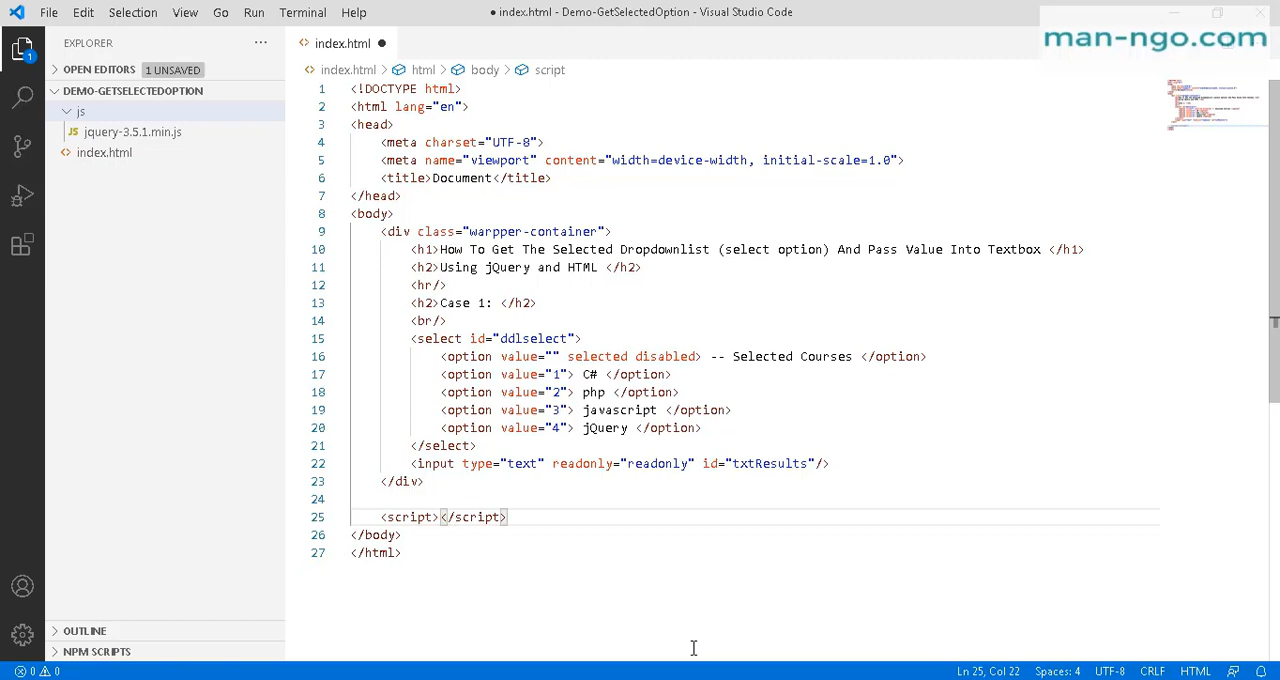 File Edit Selection View Go Run Terminal Help
● index.html - Demo-GetSelectedOption - Visual Studio Code
man-ngo.com
EXPLORER ···
index.html ●
OPEN EDITORS 1 UNSAVED
index.html > html > body > script
DEMO-GETSELECTEDOPTION
js
JS jquery-3.5.1.min.js
index.html
1 <!DOCTYPE html>
2 <html lang="en">
3 <head>
4 <meta charset="UTF-8">
5 <meta name="viewport" content="width=device-width, initial-scale=1.0">
6 <title>Document</title>
7 </head>
8 <body>
9 <div class="warpper-container">
10 <h1>How To Get The Selected Dropdownlist (select option) And Pass Value Into Textbox </h1>
11 <h2>Using jQuery and HTML </h2>
12 <hr/>
13 <h2>Case 1: </h2>
14 <br/>
15 <select id="ddlselect">
16 <option value="" selected disabled> -- Selected Courses </option>
17 <option value="1"> C# </option>
18 <option value="2"> php </option>
19 <option value="3"> javascript </option>
20 <option value="4"> jQuery </option>
21 </select>
22 <input type="text" readonly="readonly" id="txtResults"/>
23 </div>
24
25 <script></script>
26 </body>
27 </html>
1
OUTLINE
NPM SCRIPTS
0 0
Ln 25, Col 22 Spaces: 4 UTF-8 CRLF HTML